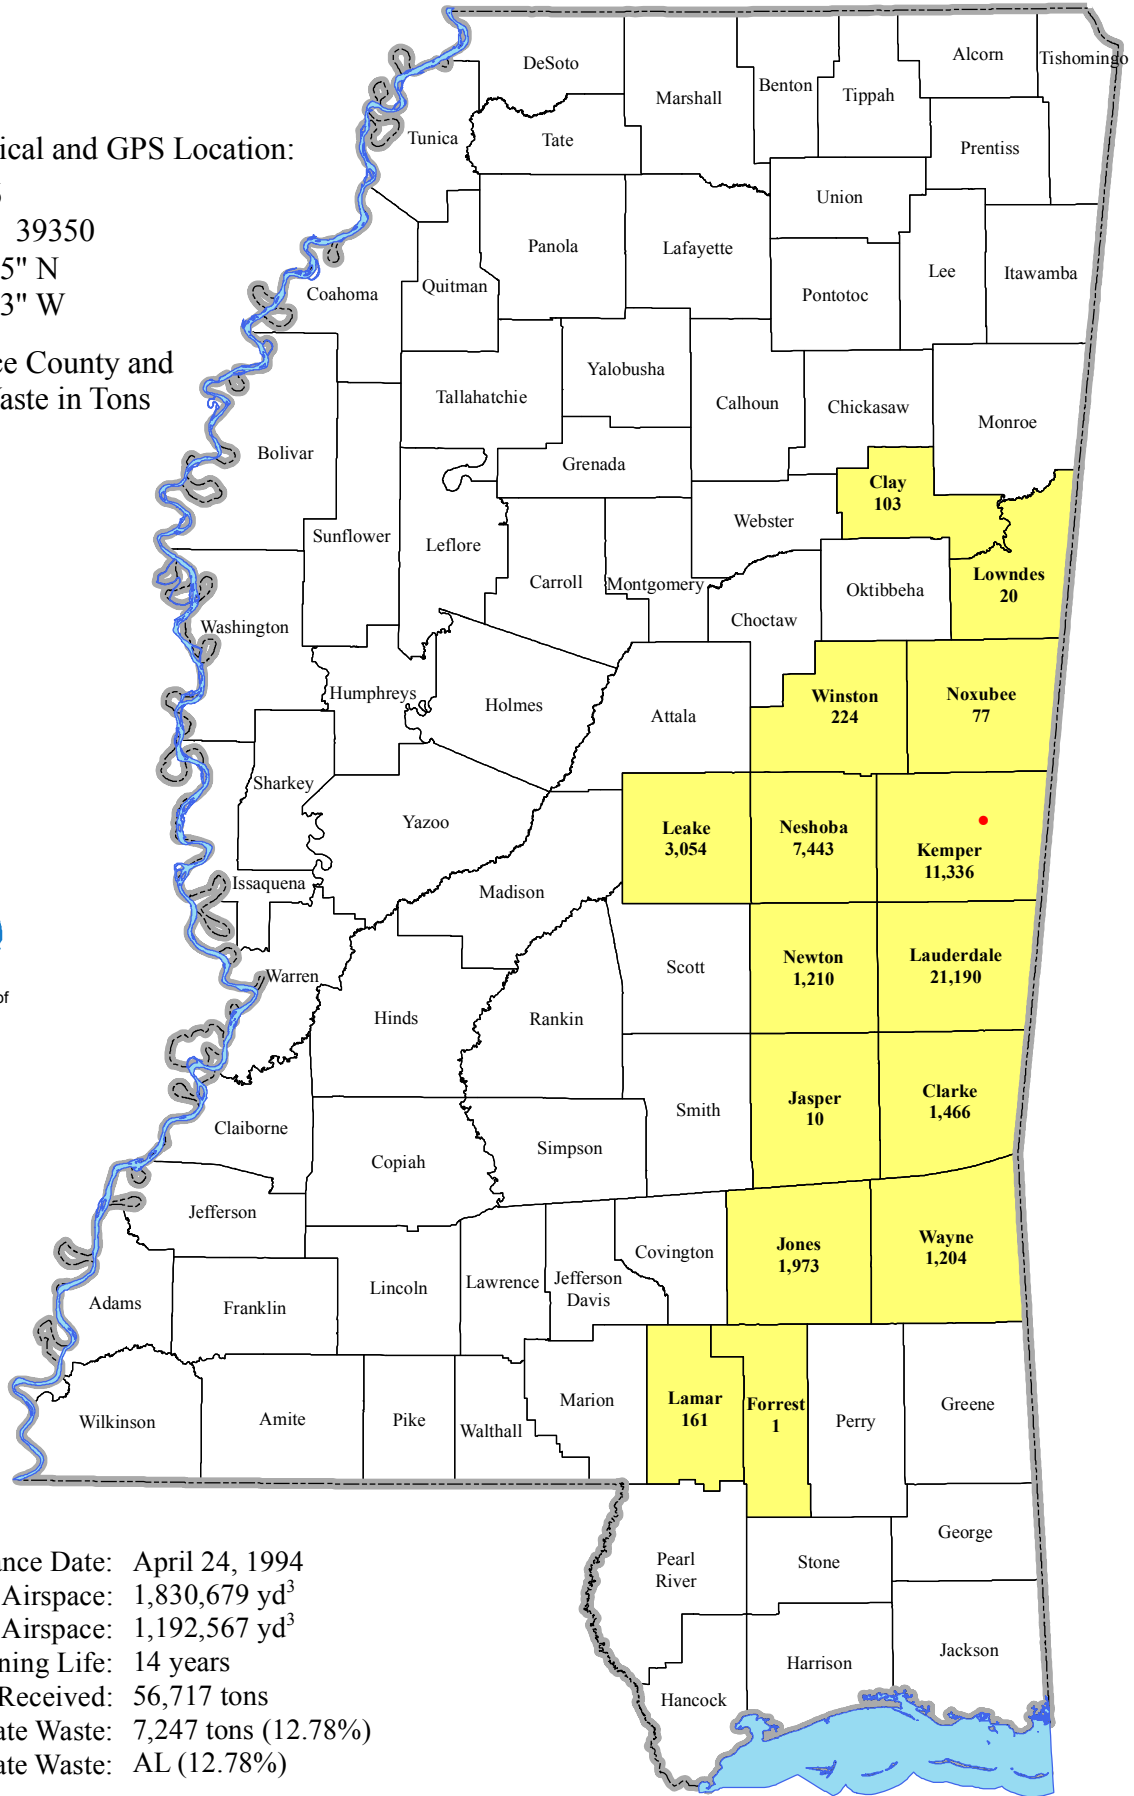 DeSoto
Marshall
Benton
Tippah
Alcorn
Tishomingo
Tunica
Tate
Prentiss
ical and GPS Location:
39350
5" N
3" W
Union
Panola
Lafayette
Lee
Itawamba
Quitman
Coahoma
Pontotoc
ce County and
Waste in Tons
Yalobusha
Tallahatchie
Calhoun
Chickasaw
Monroe
Bolivar
Grenada
Clay
103
Webster
Sunflower
Leflore
Carroll
Montgomery
Choctaw
Oktibbeha
Lowndes
20
Washington
Humphreys
Holmes
Attala
Winston
224
Noxubee
77
Sharkey
Yazoo
Leake
3,054
Neshoba
7,443
Kemper
11,336
Issaquena
Madison
Warren
Scott
Newton
1,210
Lauderdale
21,190
of
Hinds
Rankin
Smith
Jasper
10
Clarke
1,466
Claiborne
Copiah
Simpson
Jefferson
Covington
Jones
1,973
Wayne
1,204
Adams
Franklin
Lincoln
Lawrence
Jefferson
Davis
Wilkinson
Amite
Pike
Walthall
Marion
Lamar
161
Forrest
1
Perry
Greene
George
Pearl
River
Stone
Jackson
Harrison
Hancock
ance Date: April 24, 1994
Airspace: 1,830,679 yd³
Airspace: 1,192,567 yd³
ning Life: 14 years
Received: 56,717 tons
ate Waste: 7,247 tons (12.78%)
ate Waste: AL (12.78%)